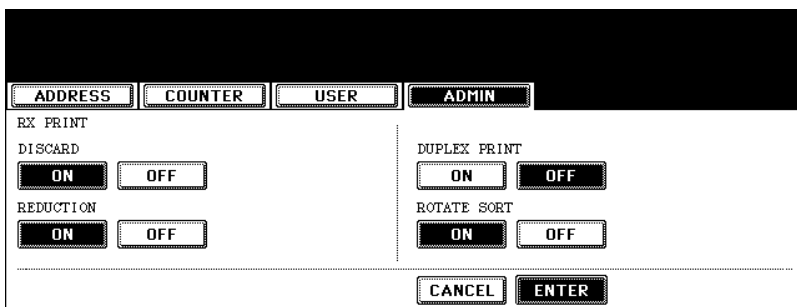 ADDRESS COUNTER USER ADMIN
RX PRINT
DISCARD
ON OFF
REDUCTION
ON OFF
DUPLEX PRINT
ON OFF
ROTATE SORT
ON OFF
CANCEL ENTER